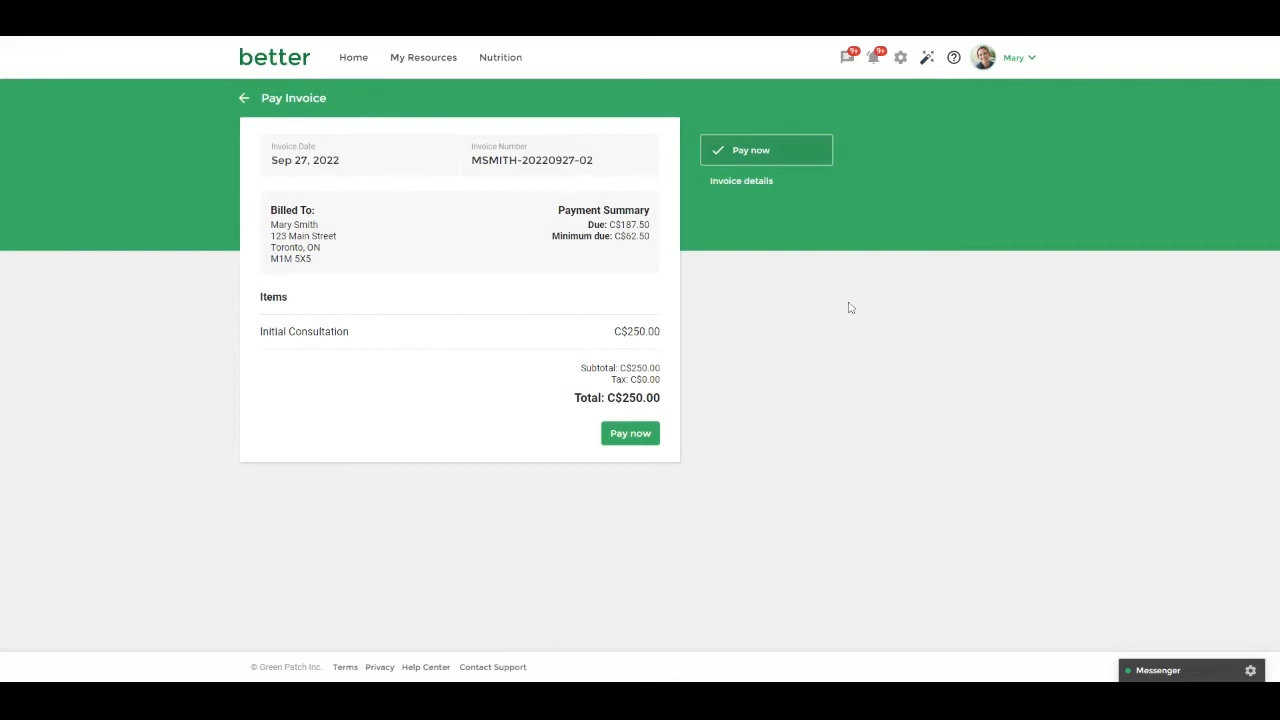 better
Home
My Resources
Nutrition
9+
9+
Mary
Pay Invoice
Invoice Date
Sep 27, 2022
Invoice Number
MSMITH-20220927-02
Pay now
Invoice details
Billed To:
Mary Smith
123 Main Street
Toronto, ON
M1M 5X5
Payment Summary
Due: C$187.50
Minimum due: C$62.50
Items
Initial Consultation C$250.00
Subtotal: C$250.00
Tax: C$0.00
Total: C$250.00
Pay now
© Green Patch Inc. Terms Privacy Help Center Contact Support
Messenger